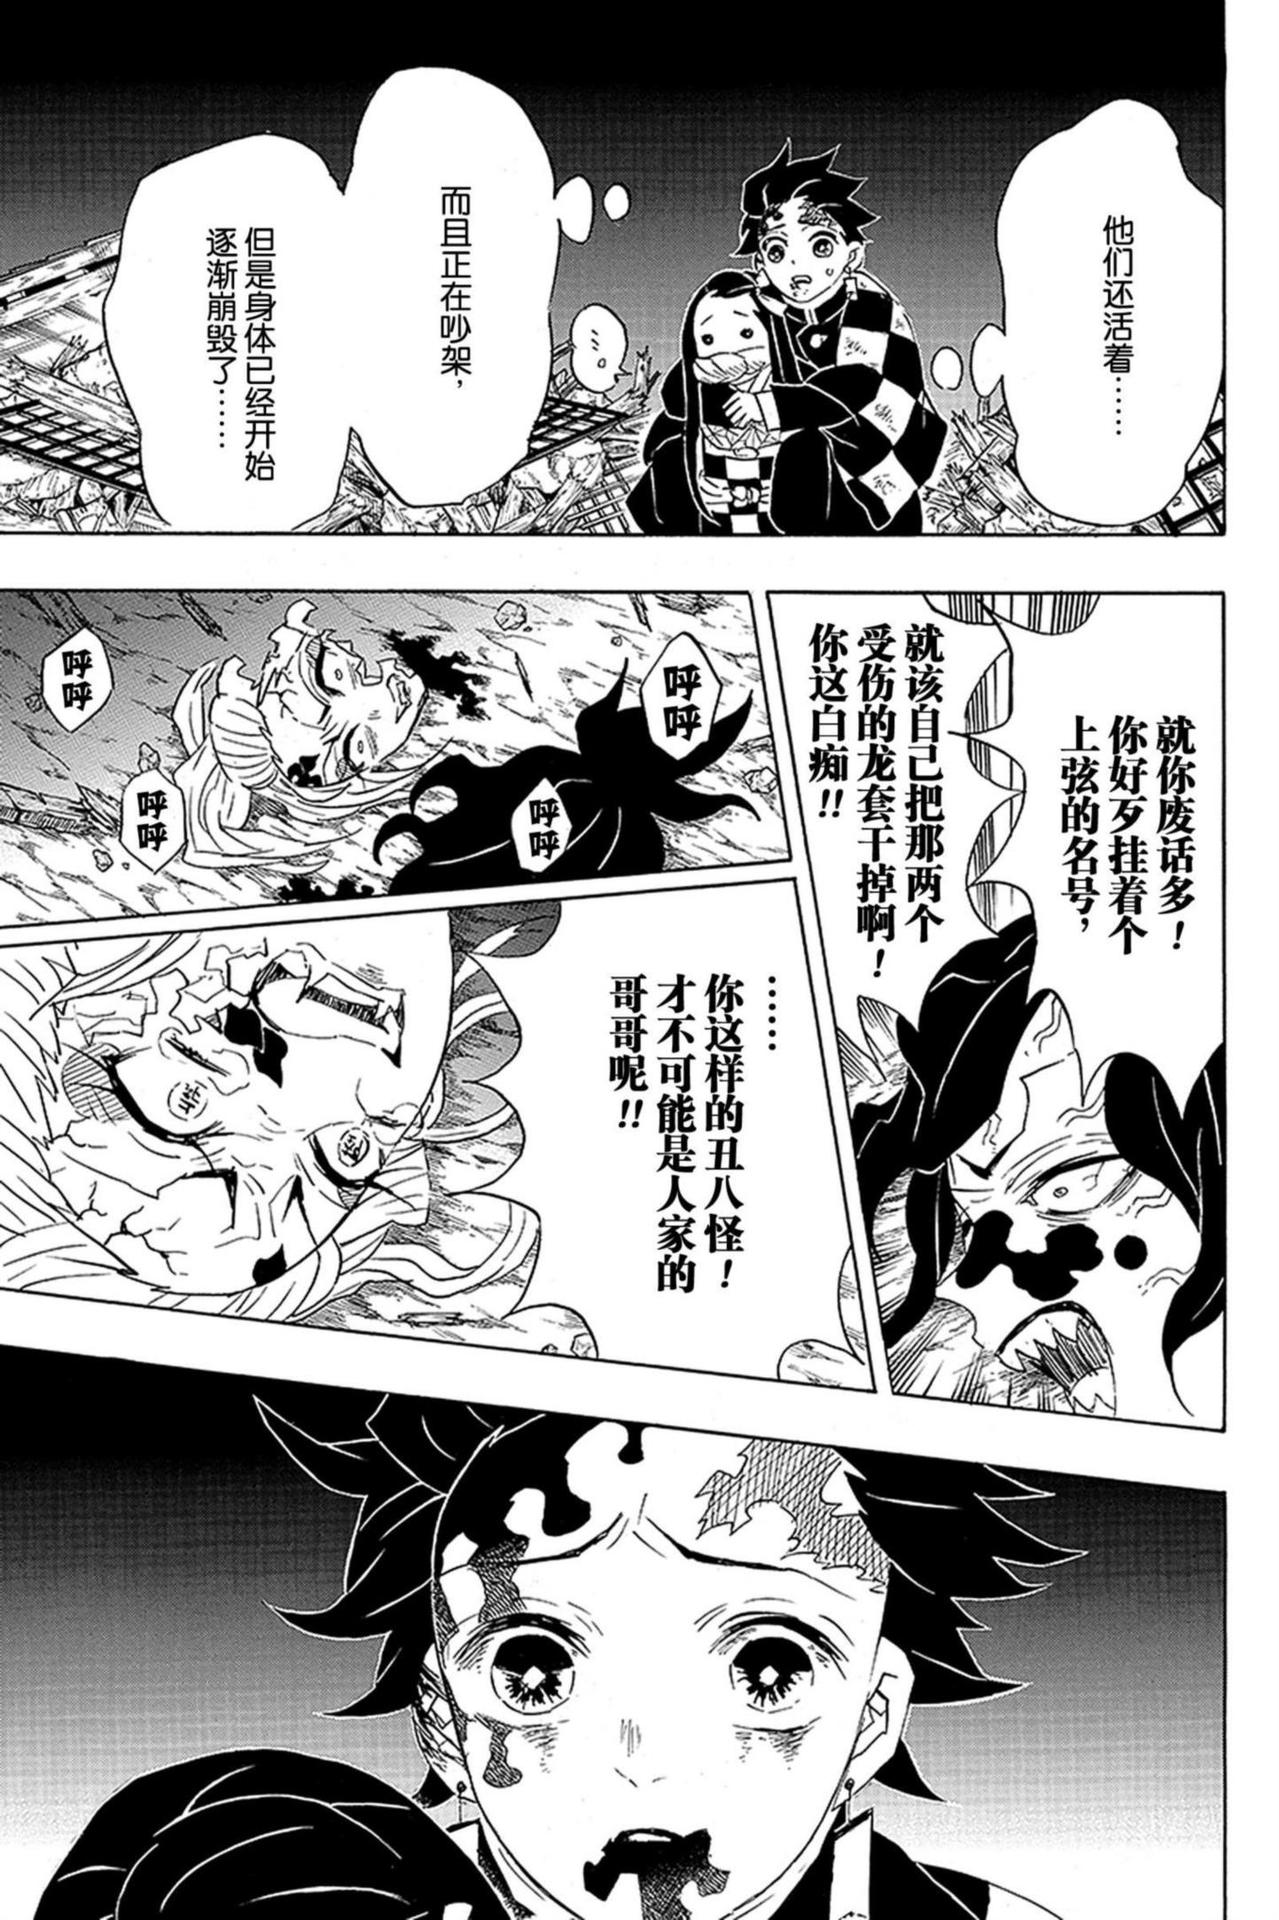 他们还活着……
而且正在吵架，
但是身体已经开始
逐渐崩毁了……
就你废话多！
你好歹挂着个
上弦的名号，
就该自己把那两个
受伤的龙套干掉啊！
你这白痴!!
呼呼
呼呼
呼呼
呼呼
……
你这样的丑八怪！
才不可能是人家的
哥哥呢!!